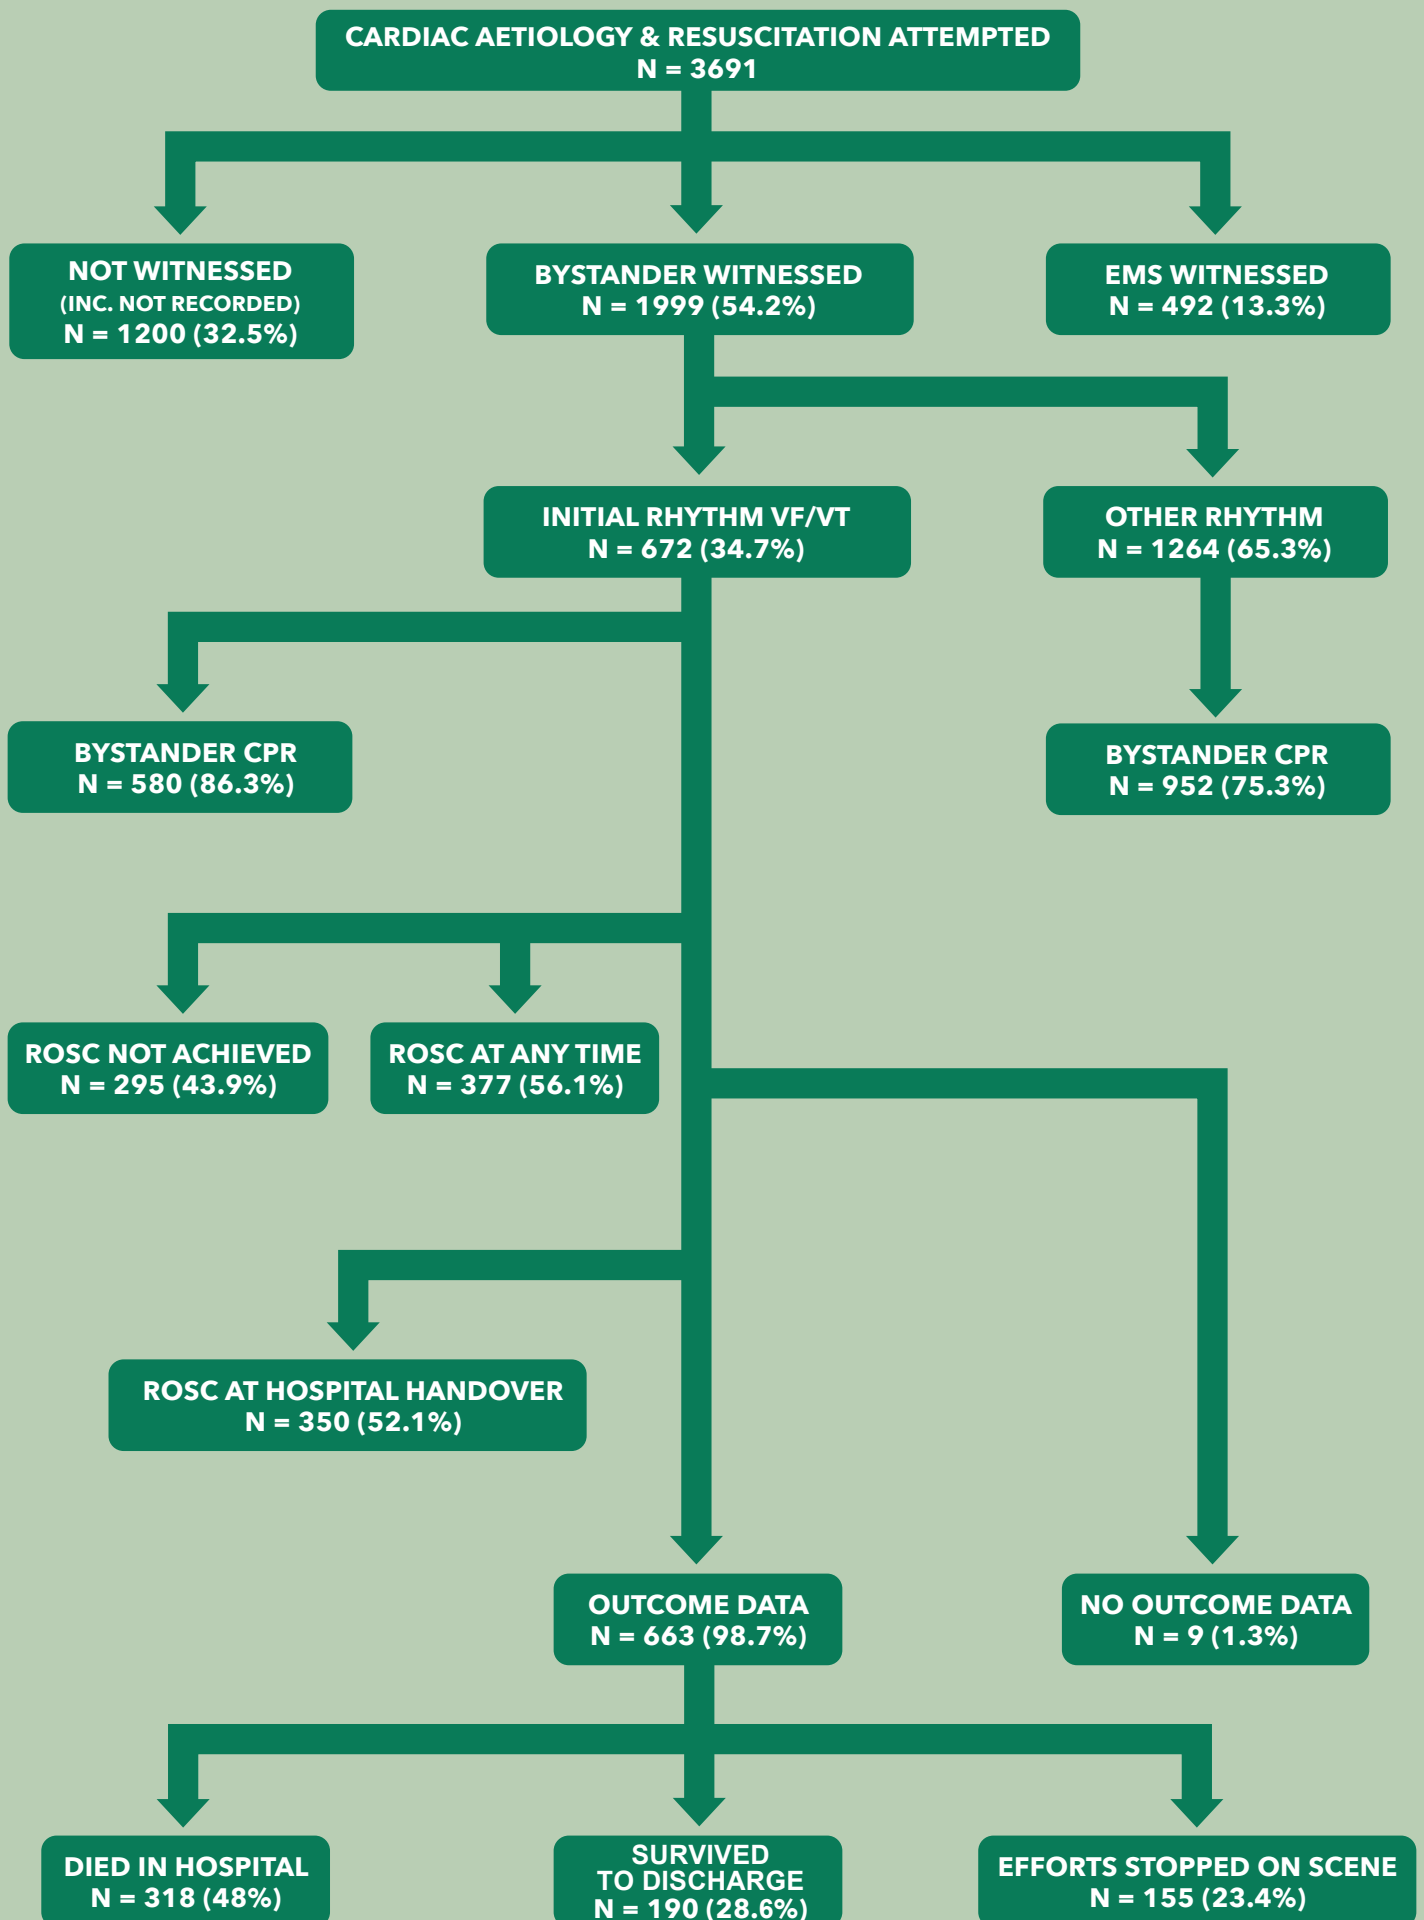 CARDIAC AETIOLOGY & RESUSCITATION ATTEMPTED
N = 3691
NOT WITNESSED
(INC. NOT RECORDED)
N = 1200 (32.5%)
BYSTANDER WITNESSED
N = 1999 (54.2%)
EMS WITNESSED
N = 492 (13.3%)
INITIAL RHYTHM VF/VT
N = 672 (34.7%)
OTHER RHYTHM
N = 1264 (65.3%)
BYSTANDER CPR
N = 580 (86.3%)
BYSTANDER CPR
N = 952 (75.3%)
ROSC NOT ACHIEVED
N = 295 (43.9%)
ROSC AT ANY TIME
N = 377 (56.1%)
ROSC AT HOSPITAL HANDOVER
N = 350 (52.1%)
OUTCOME DATA
N = 663 (98.7%)
NO OUTCOME DATA
N = 9 (1.3%)
DIED IN HOSPITAL
N = 318 (48%)
SURVIVED
TO DISCHARGE
N = 190 (28.6%)
EFFORTS STOPPED ON SCENE
N = 155 (23.4%)